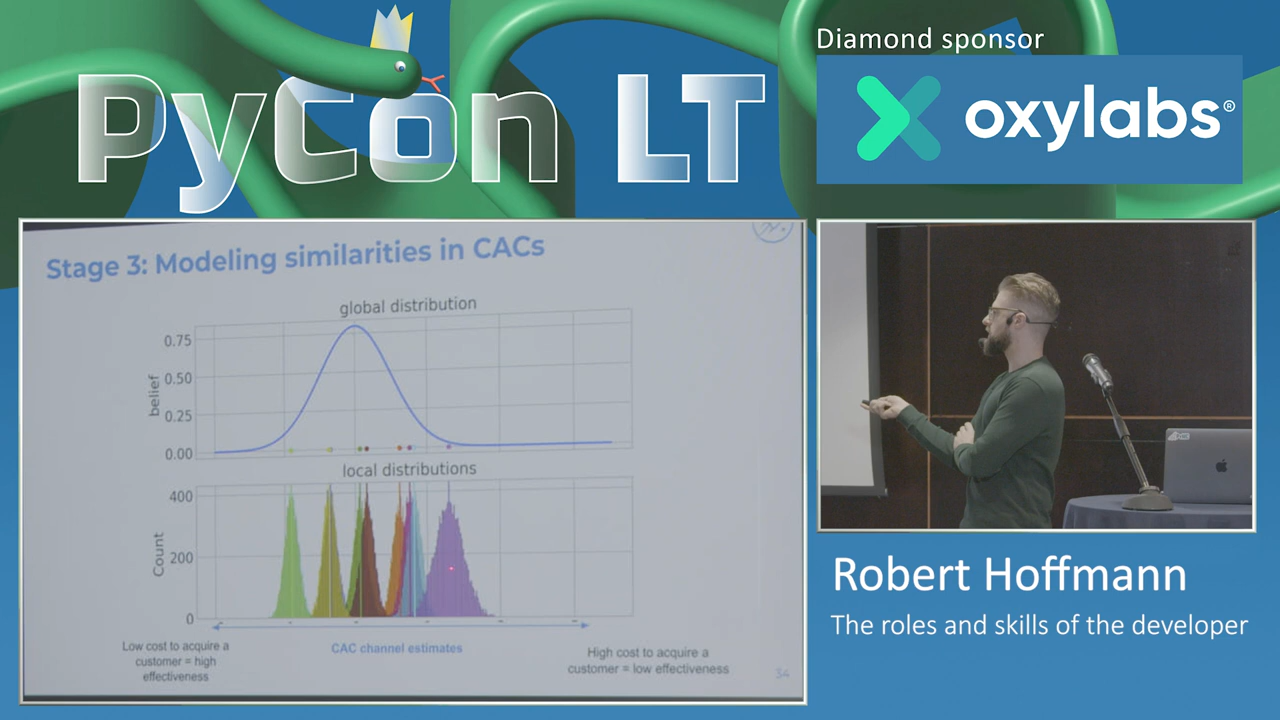 PyCon LT
Diamond sponsor
oxylabs®
Stage 3: Modeling similarities in CACs
global distribution
0.75
0.50
0.25
0.00
belief
local distributions
400
200
0
Count
Low cost to acquire a
customer = high
effectiveness
CAC channel estimates
High cost to acquire a
customer = low effectiveness
34
Robert Hoffmann
The roles and skills of the developer